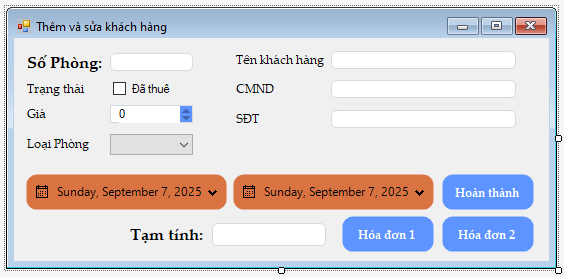 Thêm và sửa khách hàng
Số Phòng:
Tên khách hàng
Trạng thái
Đã thuê
CMND
Giá
0
SĐT
Loại Phòng
Sunday, September 7, 2025
Sunday, September 7, 2025
Hoàn thành
Tạm tính:
Hóa đơn 1
Hóa đơn 2